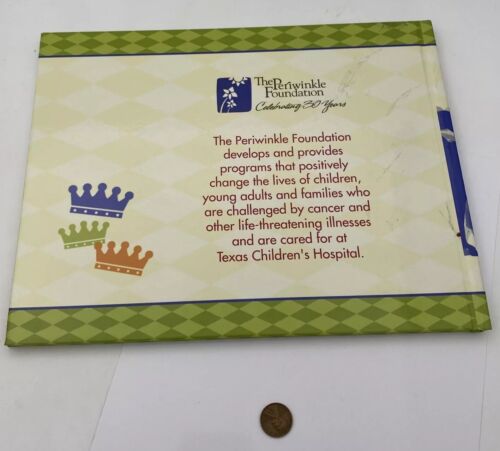 The Periwinkle
Foundation
Celebrating 30 Years
The Periwinkle Foundation
develops and provides
programs that positively
change the lives of children,
young adults and families who
are challenged by cancer and
other life-threatening illnesses
and are cared for at
Texas Children's Hospital.